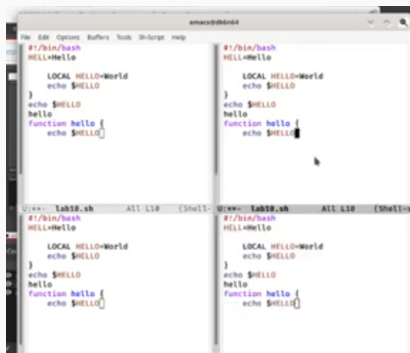 emacs@dk6n64
File Edit Options Buffers Tools Sh-Script Help
#!/bin/bash
HELL=Hello
LOCAL HELLO=World
echo $HELLO
}
echo $HELLO
hello
function hello {
echo $HELLO
#!/bin/bash
HELL=Hello
LOCAL HELLO=World
echo $HELLO
}
echo $HELLO
hello
function hello {
echo $HELLO
U:**- lab10.sh All L10 (Shell-
U:**- lab10.sh All L10 (Shell-s
#!/bin/bash
HELL=Hello
LOCAL HELLO=World
echo $HELLO
}
echo $HELLO
hello
function hello {
echo $HELLO
#!/bin/bash
HELL=Hello
LOCAL HELLO=World
echo $HELLO
}
echo $HELLO
hello
function hello {
echo $HELLO